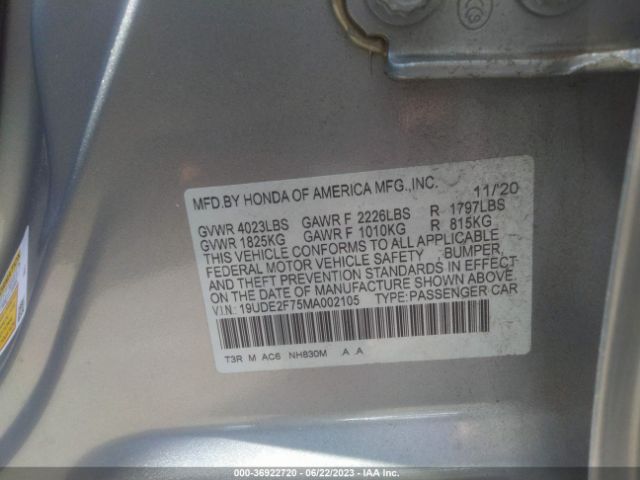 MFD.BY HONDA OF AMERICA MFG.,INC. 11/'20
GVWR 4023LBS GAWR F 2226LBS R 1797LBS
GVWR 1825KG GAWR F 1010KG R 815KG
THIS VEHICLE CONFORMS TO ALL APPLICABLE
FEDERAL MOTOR VEHICLE SAFETY , BUMPER,
AND THEFT PREVENTION STANDARDS IN EFFECT
ON THE DATE OF MANUFACTURE SHOWN ABOVE.
V.I.N.: 19UDE2F75MA002105 TYPE:PASSENGER CAR
T3R M AC6 NH830M A A
000-36922720 - 06/22/2023 - IAA Inc.